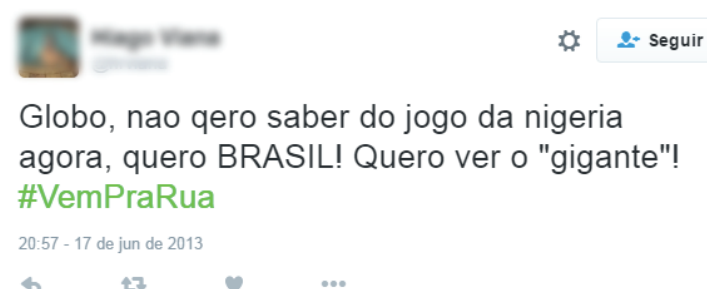 Seguir
Globo, nao qero saber do jogo da nigeria
agora, quero BRASIL! Quero ver o "gigante"!
#VemPraRua
20:57 - 17 de jun de 2013